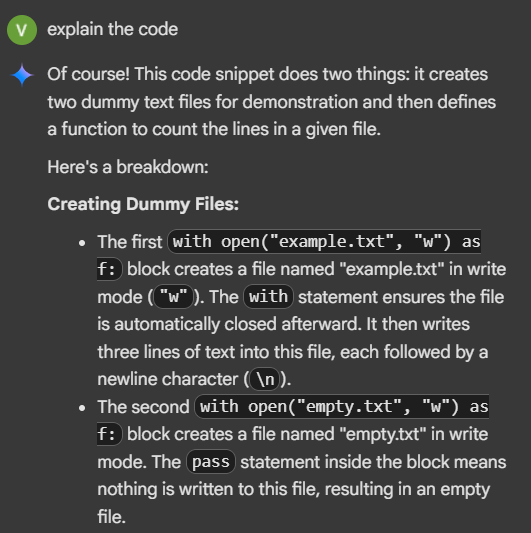 V explain the code
Of course! This code snippet does two things: it creates
two dummy text files for demonstration and then defines
a function to count the lines in a given file.
Here's a breakdown:
Creating Dummy Files:
• The first with open("example.txt", "w") as
f: block creates a file named "example.txt" in write
mode ("w"). The with statement ensures the file
is automatically closed afterward. It then writes
three lines of text into this file, each followed by a
newline character (\n).
• The second with open("empty.txt", "w") as
f: block creates a file named "empty.txt" in write
mode. The pass statement inside the block means
nothing is written to this file, resulting in an empty
file.